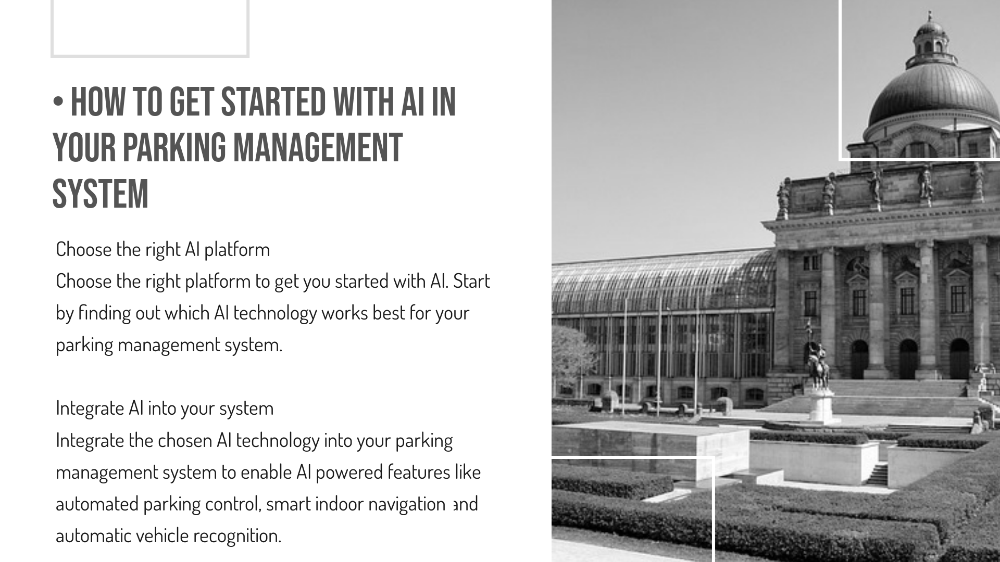 • HOW TO GET STARTED WITH AI IN
YOUR PARKING MANAGEMENT
SYSTEM
Choose the right AI platform
Choose the right platform to get you started with AI. Start
by finding out which AI technology works best for your
parking management system.
Integrate AI into your system
Integrate the chosen AI technology into your parking
management system to enable AI powered features like
automated parking control, smart indoor navigation and
automatic vehicle recognition.